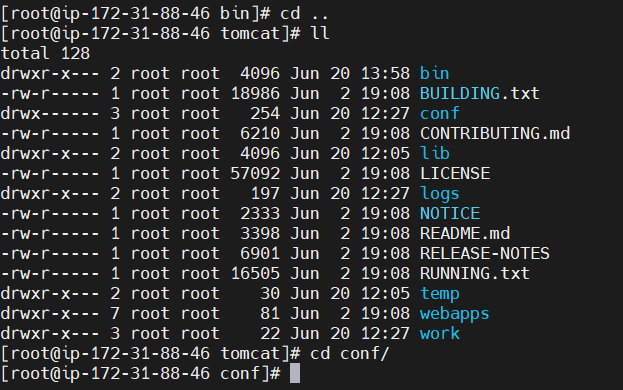 [root@ip-172-31-88-46 bin]# cd ..
[root@ip-172-31-88-46 tomcat]# ll
total 128
drwxr-x--- 2 root root  4096 Jun 20 13:58 bin
-rw-r----- 1 root root 18986 Jun  2 19:08 BUILDING.txt
drwx------ 3 root root   254 Jun 20 12:27 conf
-rw-r----- 1 root root  6210 Jun  2 19:08 CONTRIBUTING.md
drwxr-x--- 2 root root  4096 Jun 20 12:05 lib
-rw-r----- 1 root root 57092 Jun  2 19:08 LICENSE
drwxr-x--- 2 root root   197 Jun 20 12:27 logs
-rw-r----- 1 root root  2333 Jun  2 19:08 NOTICE
-rw-r----- 1 root root  3398 Jun  2 19:08 README.md
-rw-r----- 1 root root  6901 Jun  2 19:08 RELEASE-NOTES
-rw-r----- 1 root root 16505 Jun  2 19:08 RUNNING.txt
drwxr-x--- 2 root root    30 Jun 20 12:05 temp
drwxr-x--- 7 root root    81 Jun  2 19:08 webapps
drwxr-x--- 3 root root    22 Jun 20 12:27 work
[root@ip-172-31-88-46 tomcat]# cd conf/
[root@ip-172-31-88-46 conf]#